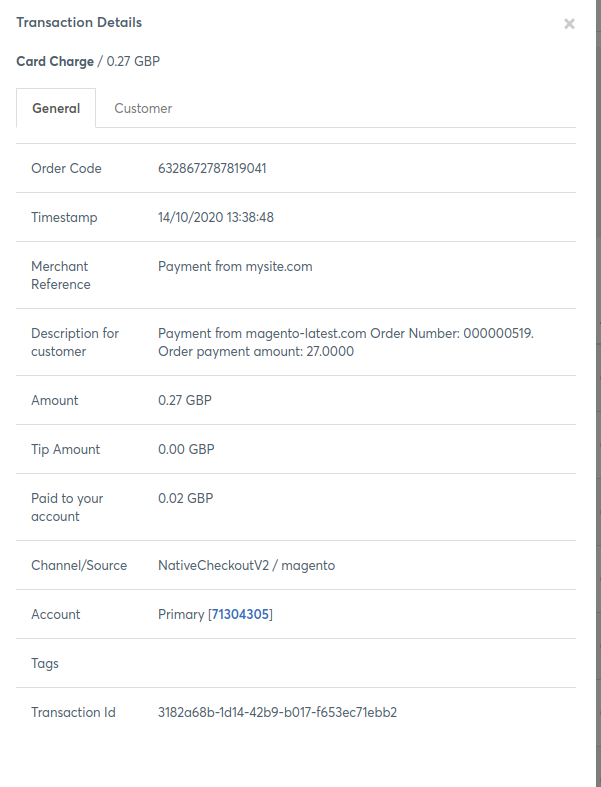 Transaction Details
Card Charge / 0.27 GBP
General Customer
Order Code 6328672787819041
Timestamp 14/10/2020 13:38:48
Merchant Reference Payment from mysite.com
Description for customer Payment from magento-latest.com Order Number: 000000519.
Order payment amount: 27.0000
Amount 0.27 GBP
Tip Amount 0.00 GBP
Paid to your account 0.02 GBP
Channel/Source NativeCheckoutV2 / magento
Account Primary [71304305]
Tags
Transaction Id 3182a68b-1d14-42b9-b017-f653ec71ebb2